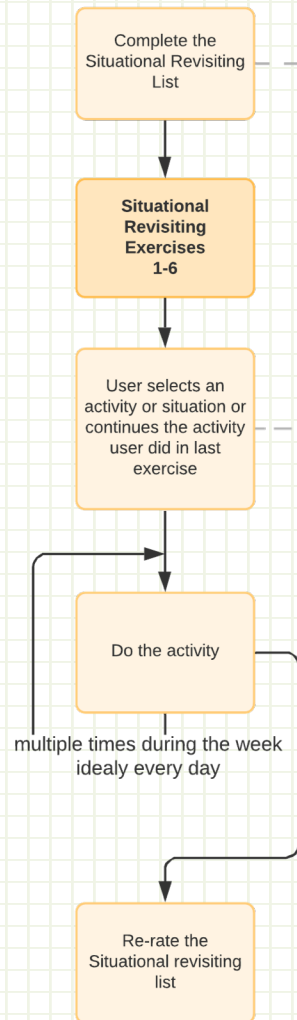 Complete the
Situational Revisiting
List
Situational
Revisiting
Exercises
1-6
User selects an
activity or situation or
continues the activity
user did in last
exercise
Do the activity
multiple times during the week
idealy every day
Re-rate the
Situational revisiting
list